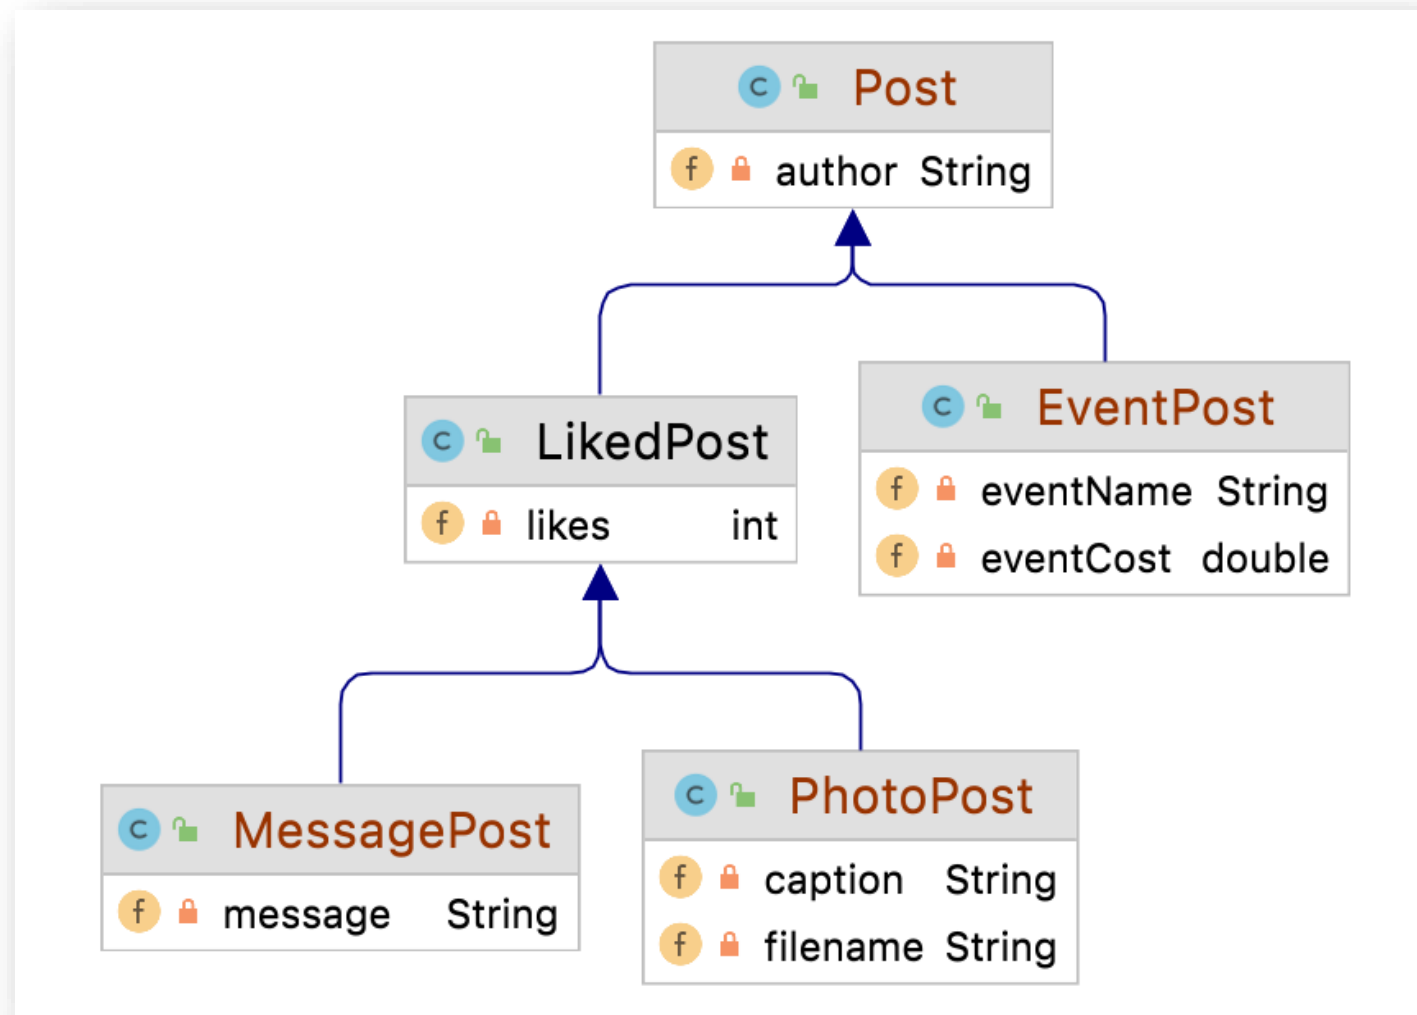 C Post
f author String
C LikedPost
f likes int
C EventPost
f eventName String
f eventCost double
C MessagePost
f message String
C PhotoPost
f caption String
f filename String